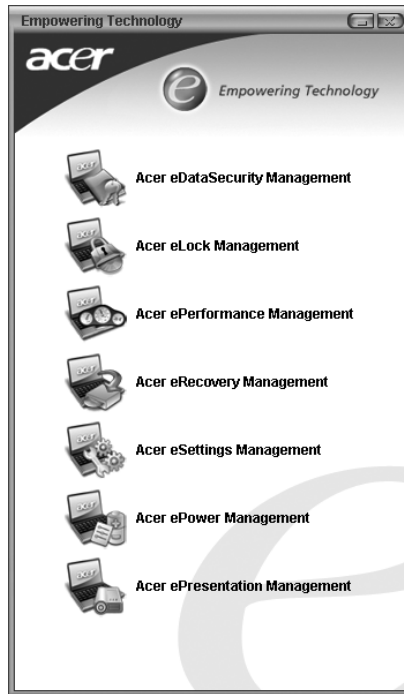 Empowering Technology
acer
e Empowering Technology
Acer eDataSecurity Management
Acer eLock Management
Acer ePerformance Management
Acer eRecovery Management
Acer eSettings Management
Acer ePower Management
Acer ePresentation Management